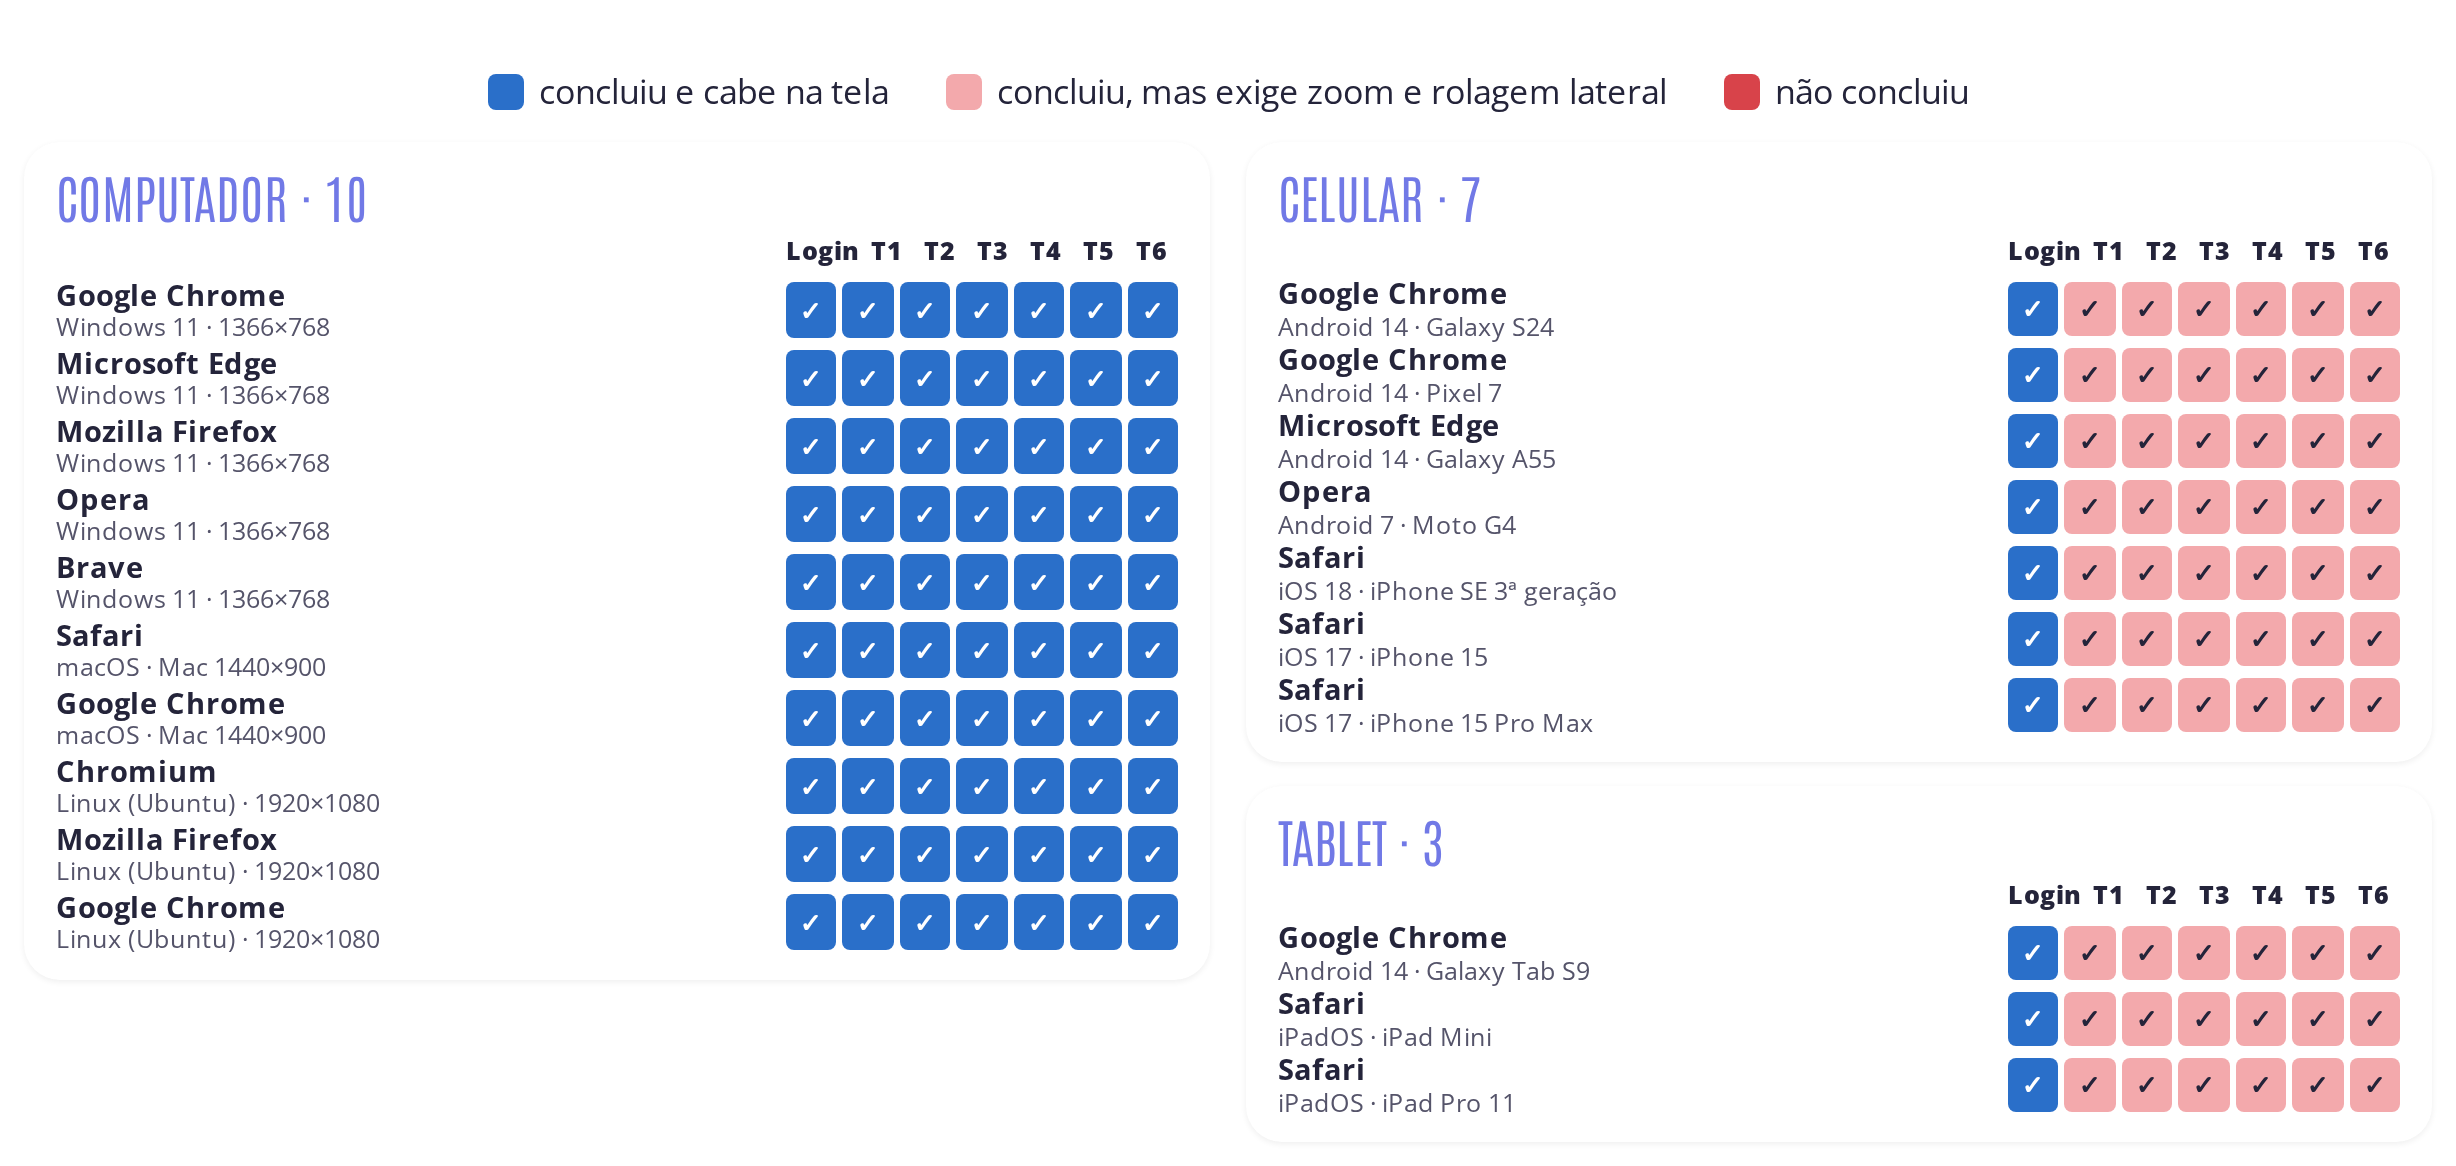 concluiu e cabe na tela concluiu, mas exige zoom e rolagem lateral não concluiu
COMPUTADOR · 10
Login T1 T2 T3 T4 T5 T6
Google Chrome ✓ ✓ ✓ ✓ ✓ ✓ ✓
Windows 11 · 1366×768
Microsoft Edge ✓ ✓ ✓ ✓ ✓ ✓ ✓
Windows 11 · 1366×768
Mozilla Firefox ✓ ✓ ✓ ✓ ✓ ✓ ✓
Windows 11 · 1366×768
Opera ✓ ✓ ✓ ✓ ✓ ✓ ✓
Windows 11 · 1366×768
Brave ✓ ✓ ✓ ✓ ✓ ✓ ✓
Windows 11 · 1366×768
Safari ✓ ✓ ✓ ✓ ✓ ✓ ✓
macOS · Mac 1440×900
Google Chrome ✓ ✓ ✓ ✓ ✓ ✓ ✓
macOS · Mac 1440×900
Chromium ✓ ✓ ✓ ✓ ✓ ✓ ✓
Linux (Ubuntu) · 1920×1080
Mozilla Firefox ✓ ✓ ✓ ✓ ✓ ✓ ✓
Linux (Ubuntu) · 1920×1080
Google Chrome ✓ ✓ ✓ ✓ ✓ ✓ ✓
Linux (Ubuntu) · 1920×1080
CELULAR · 7
Login T1 T2 T3 T4 T5 T6
Google Chrome ✓ ✓ ✓ ✓ ✓ ✓ ✓
Android 14 · Galaxy S24
Google Chrome ✓ ✓ ✓ ✓ ✓ ✓ ✓
Android 14 · Pixel 7
Microsoft Edge ✓ ✓ ✓ ✓ ✓ ✓ ✓
Android 14 · Galaxy A55
Opera ✓ ✓ ✓ ✓ ✓ ✓ ✓
Android 7 · Moto G4
Safari ✓ ✓ ✓ ✓ ✓ ✓ ✓
iOS 18 · iPhone SE 3ª geração
Safari ✓ ✓ ✓ ✓ ✓ ✓ ✓
iOS 17 · iPhone 15
Safari ✓ ✓ ✓ ✓ ✓ ✓ ✓
iOS 17 · iPhone 15 Pro Max
TABLET · 3
Login T1 T2 T3 T4 T5 T6
Google Chrome ✓ ✓ ✓ ✓ ✓ ✓ ✓
Android 14 · Galaxy Tab S9
Safari ✓ ✓ ✓ ✓ ✓ ✓ ✓
iPadOS · iPad Mini
Safari ✓ ✓ ✓ ✓ ✓ ✓ ✓
iPadOS · iPad Pro 11